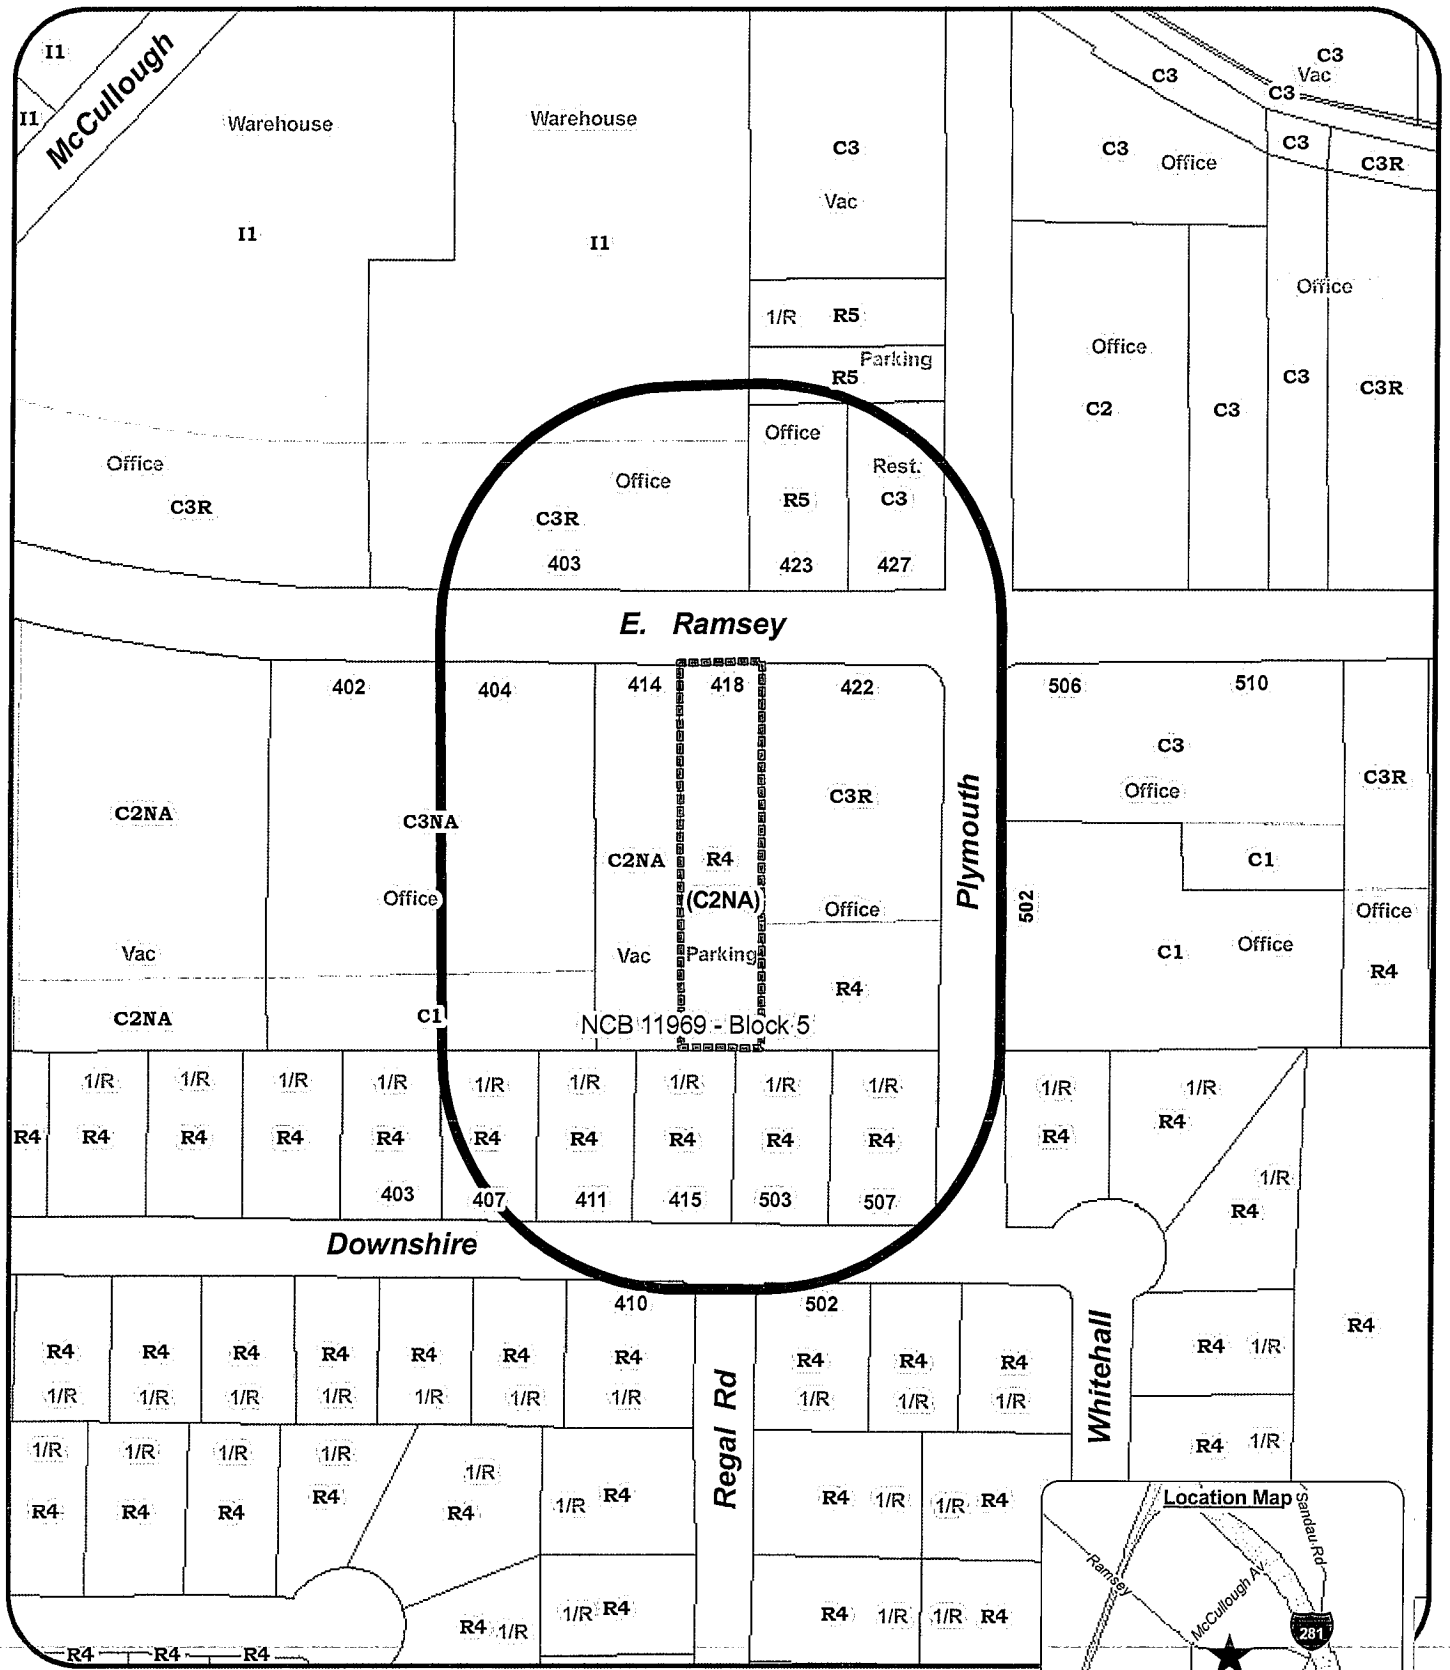 I1
McCullough
I1
Warehouse
I1
Warehouse
I1
C3
Vac
C3
Vac
C3
C3
C3
Office
C3
C3R
1/R R5
Parking
R5
Office
C2
C3
Office
C3
C3R
Office
C3R
Office
C3R
403
Office
R5
423
Rest.
C3
427
E. Ramsey
402
404
414
418
422
506
510
C2NA
Vac
C2NA
C3NA
Office
C1
C2NA
Vac
R4
(C2NA)
Parking
C3R
Office
R4
NCB 11969 - Block 5
Plymouth
502
C3
Office
C1
C1
Office
C3R
Office
R4
1/R
1/R
1/R
1/R
1/R
1/R
1/R
1/R
1/R
1/R
1/R
R4
R4
R4
R4
R4
R4
R4
R4
R4
R4
R4
R4
403
407
411
415
503
507
1/R
R4
Downshire
410
502
R4
R4
R4
R4
R4
R4
R4
R4
R4
R4
1/R
1/R
1/R
1/R
1/R
1/R
1/R
1/R
1/R
1/R
Regal Rd
Whitehall
R4 1/R
R4
R4 1/R
1/R
1/R
1/R
1/R
1/R
R4
R4
R4
R4
R4
1/R R4
R4 1/R
1/R R4
R4 1/R
1/R R4
R4 1/R
1/R R4
R4
R4
R4
Location Map
Sandau Rd
Ramsey
McCullough Av
281